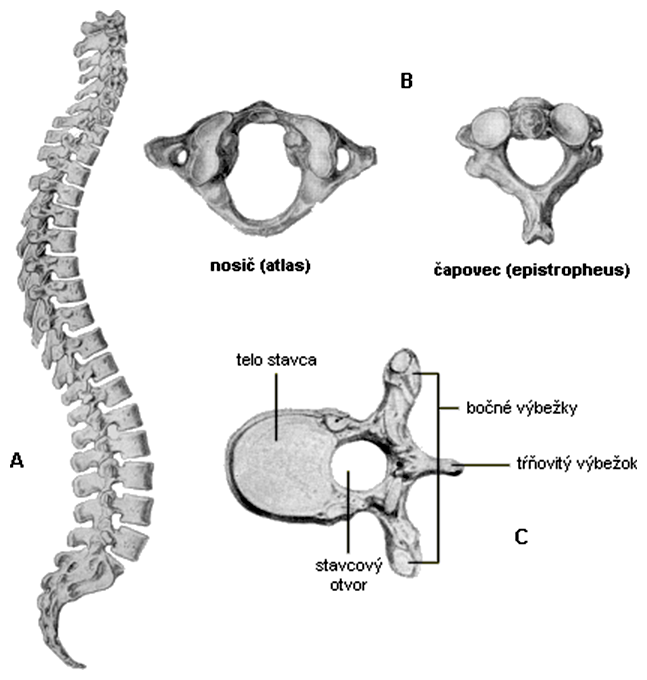 B
nosič (atlas)
čapovec (epistropheus)
telo stavca
bočné výbežky
A
tŕňovitý výbežok
C
stavcový
otvor